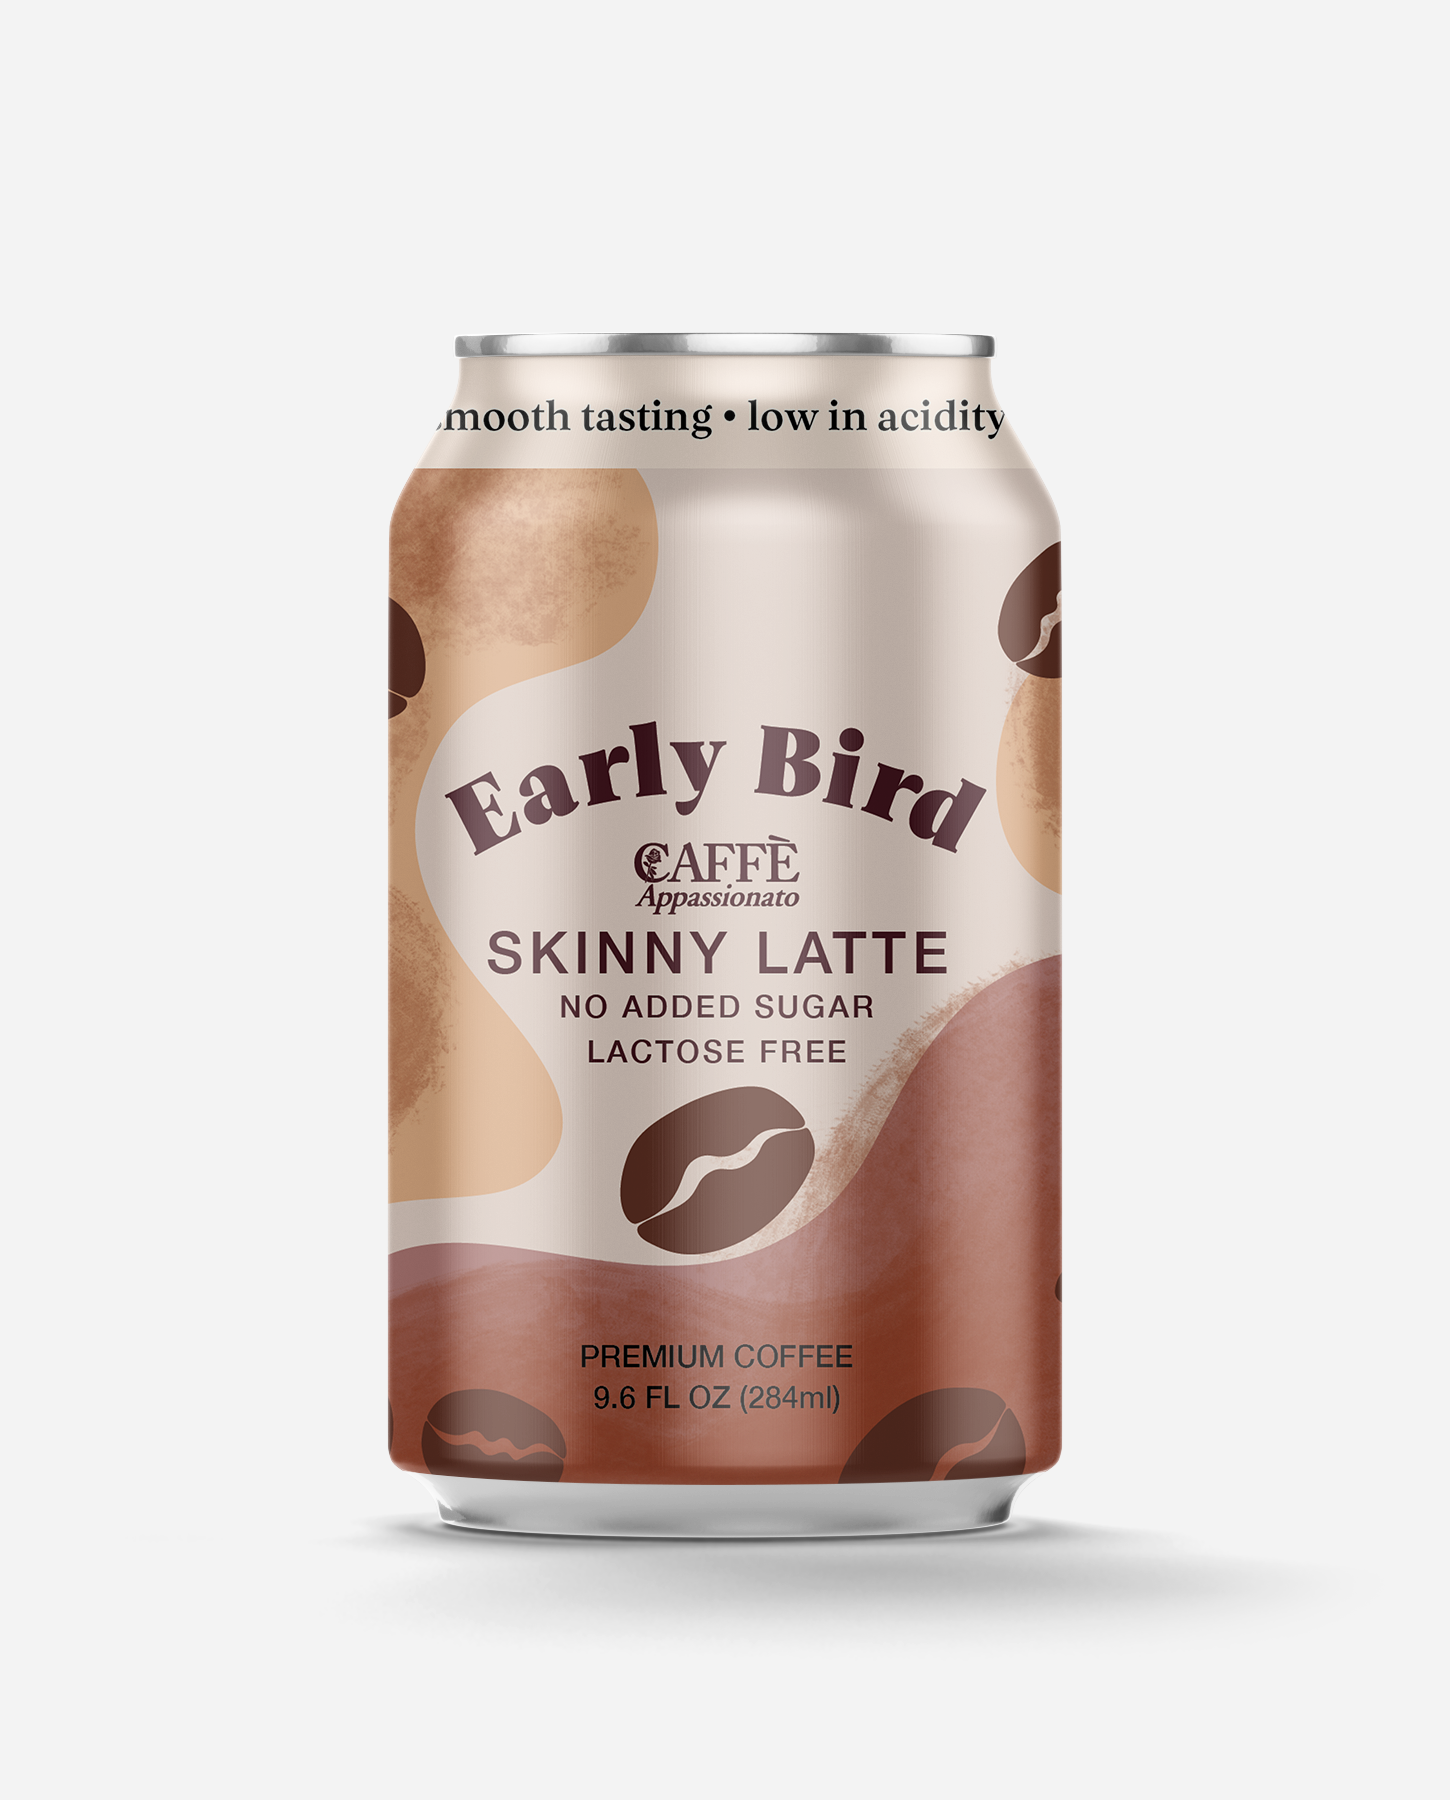 mooth tasting • low in acidity
Early Bird
CAFFÈ
Appassionato
SKINNY LATTE
NO ADDED SUGAR
LACTOSE FREE
PREMIUM COFFEE
9.6 FL OZ (284ml)